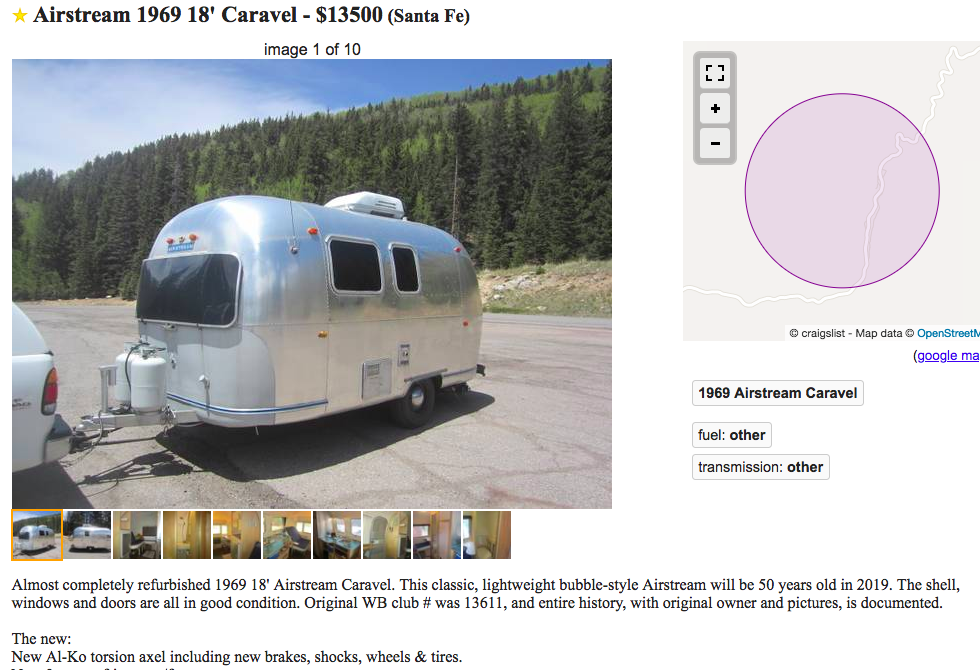 ★ Airstream 1969 18' Caravel - $13500 (Santa Fe)
image 1 of 10
AIRSTREAM
+
-
© craigslist - Map data © OpenStreetM
(google ma
1969 Airstream Caravel
fuel: other
transmission: other
Almost completely refurbished 1969 18' Airstream Caravel. This classic, lightweight bubble-style Airstream will be 50 years old in 2019. The shell,
windows and doors are all in good condition. Original WB club # was 13611, and entire history, with original owner and pictures, is documented.
The new:
New Al-Ko torsion axel including new brakes, shocks, wheels & tires.